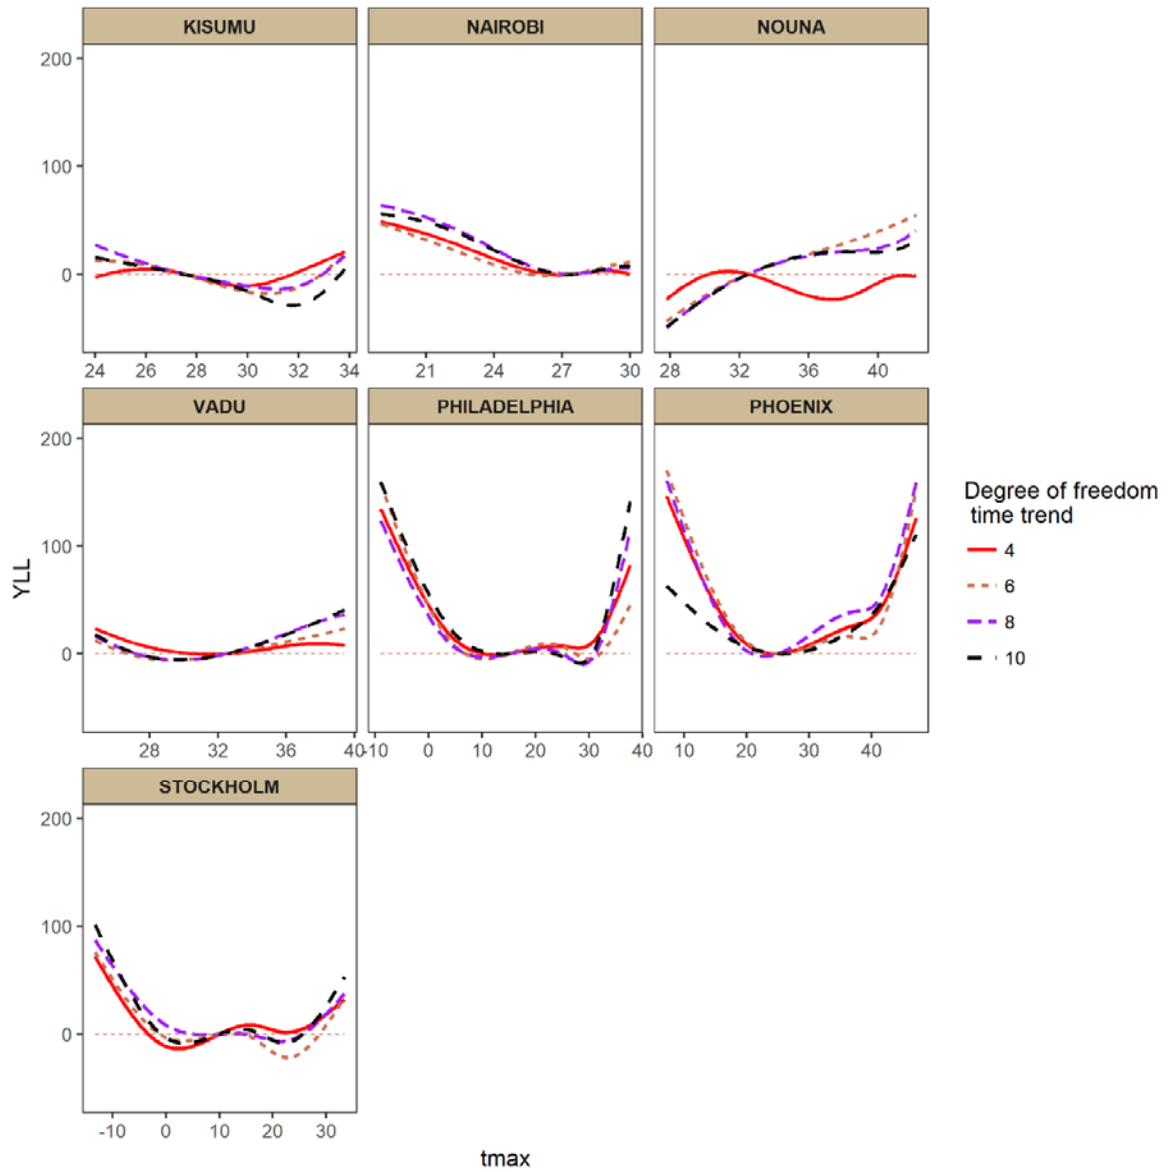 KISUMU NAIROBI NOUNA
200
100
0
24 26 28 30 32 34 21 24 27 30 28 32 36 40
VADU PHILADELPHIA PHOENIX
200
100
0
28 32 36 40 -10 0 10 20 30 40 10 20 30 40
STOCKHOLM
200
100
0
-10 0 10 20 30
tmax
YLL
Degree of freedom
time trend
4
6
8
10